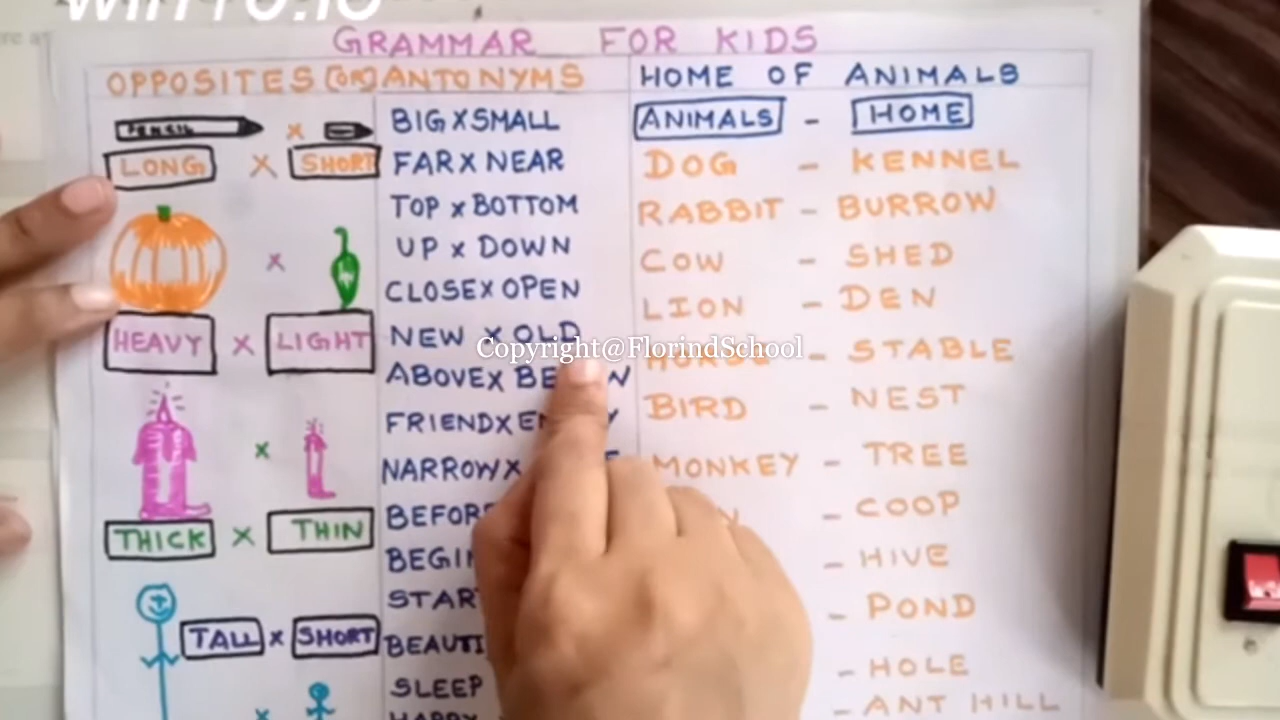 GRAMMAR FOR KIDS
OPPOSITES (OR) ANTONYMS
PENCIL
LONG X SHORT
HEAVY X LIGHT
THICK X THIN
TALL X SHORT
BIG X SMALL
FAR X NEAR
TOP X BOTTOM
UP X DOWN
CLOSE X OPEN
NEW X OLD
ABOVE X
FRIEND X
NARROW X
SLEEP
HOME OF ANIMALS
ANIMALS - HOME
DOG - KENNEL
RABBIT - BURROW
COW - SHED
LION - DEN
HORSE - STABLE
BIRD - NEST
MONKEY - TREE
- COOP
- HIVE
- POND
- HOLE
- ANT HILL
Copyright@FlorindSchool